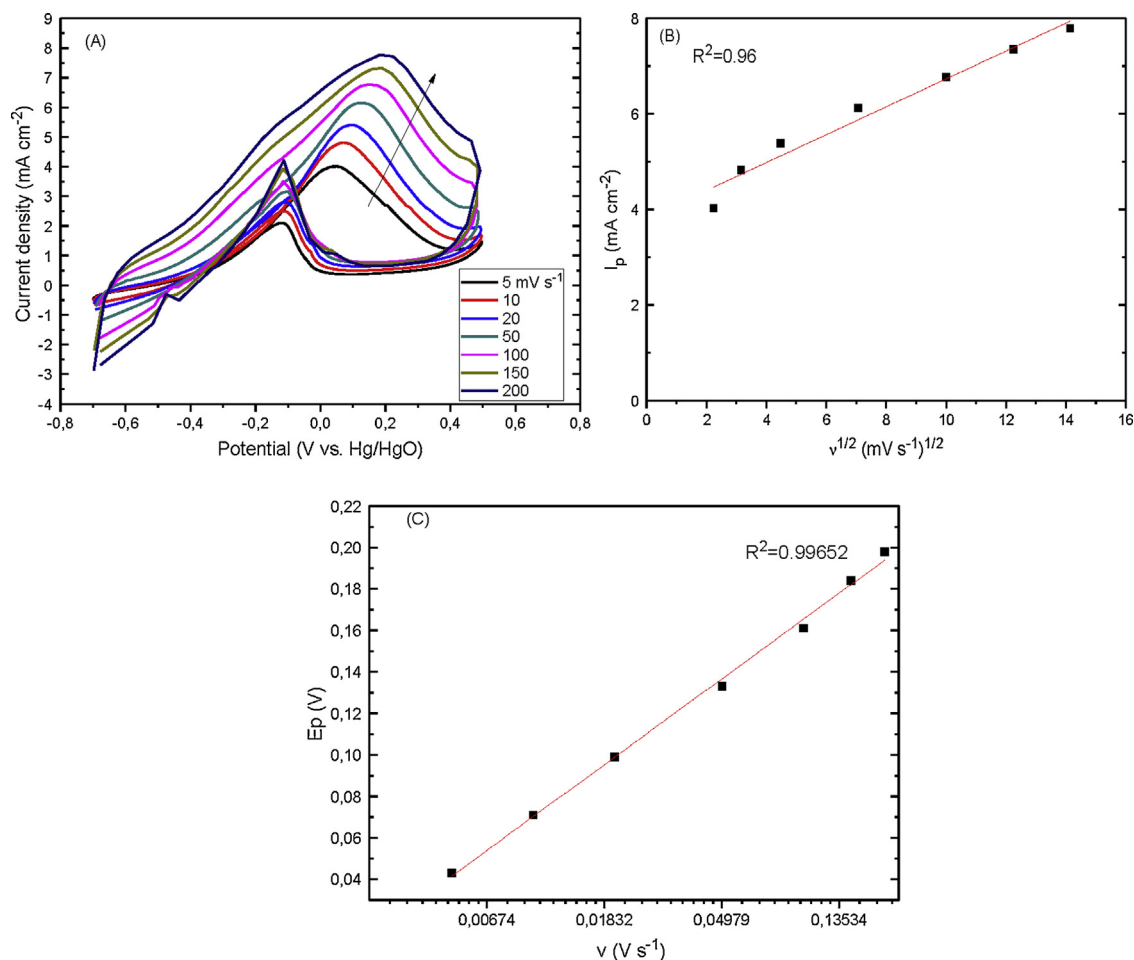 (A)
9
8
7
6
5
4
3
2
1
0
-1
-2
-3
-4
Current density (mA cm-2)
-0,8 -0,6 -0,4 -0,2 0,0 0,2 0,4 0,6 0,8
Potential (V vs. Hg/HgO)
5 mV s-1
10
20
50
100
150
200
(B)
R2=0.96
8
6
4
2
0
Ip (mA cm-2)
0 2 4 6 8 10 12 14 16
ν1/2 (mV s-1)1/2
(C)
R2=0.99652
0,22
0,20
0,18
0,16
0,14
0,12
0,10
0,08
0,06
0,04
Ep (V)
0,00674 0,01832 0,04979 0,13534
ν (V s-1)